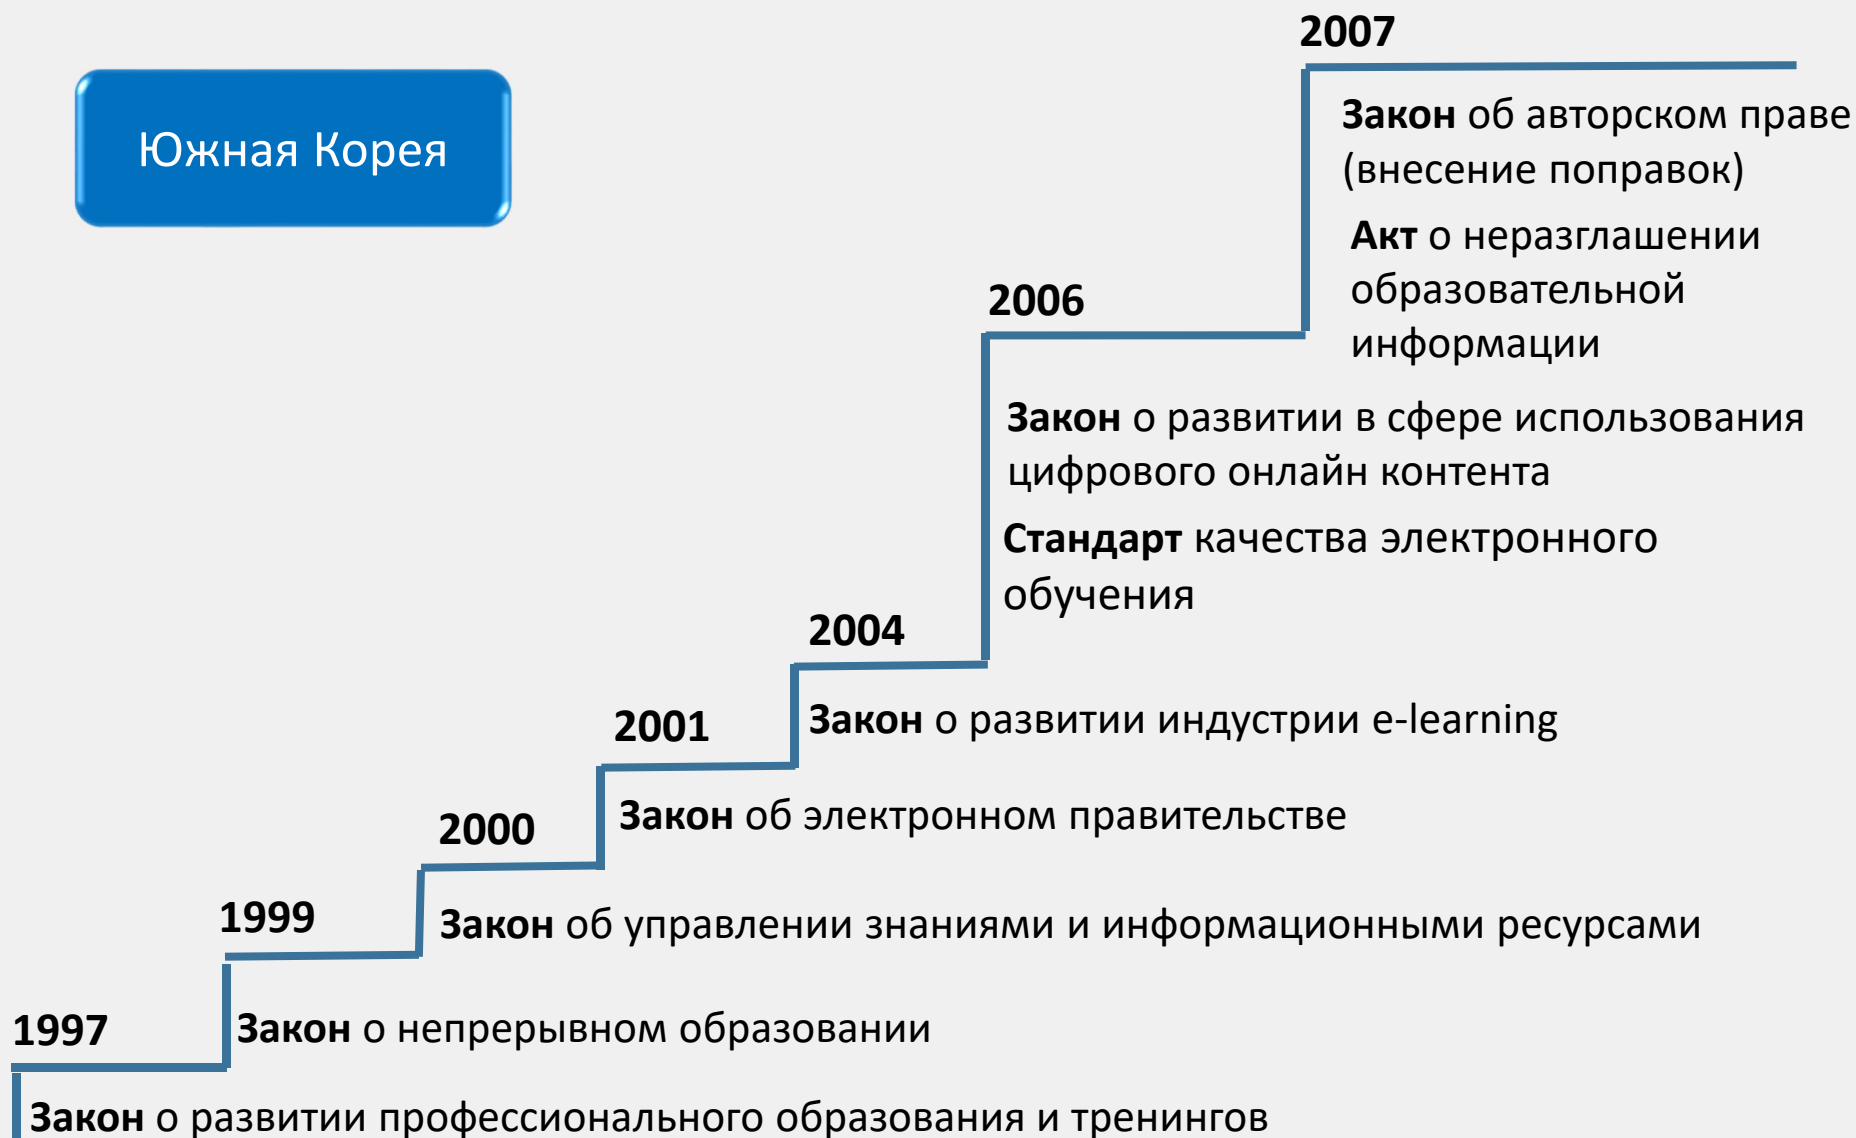 2007
Южная Корея
Закон об авторском праве
(внесение поправок)
Акт о неразглашении
образовательной
информации
2006
Закон о развитии в сфере использования
цифрового онлайн контента
Стандарт качества электронного
обучения
2004
Закон о развитии индустрии e-learning
2001
Закон об электронном правительстве
2000
Закон об управлении знаниями и информационными ресурсами
1999
Закон о непрерывном образовании
1997
Закон о развитии профессионального образования и тренингов